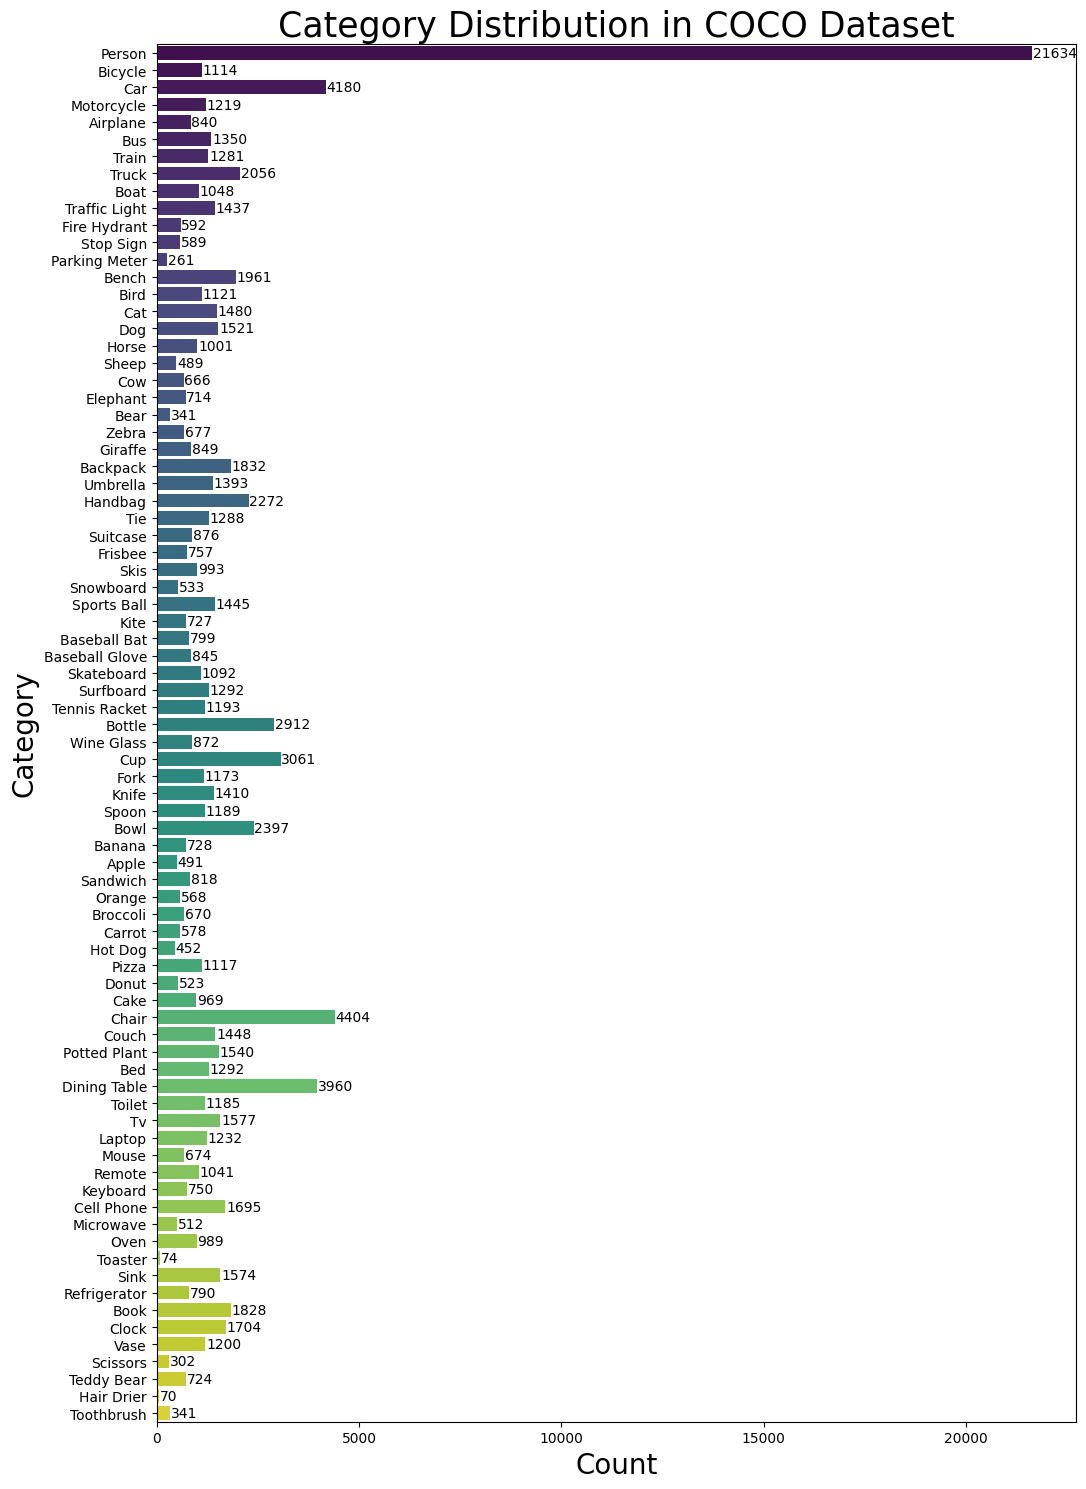 Category Distribution in COCO Dataset
Person 21634
Bicycle 1114
Car 4180
Motorcycle 1219
Airplane 840
Bus 1350
Train 1281
Truck 2056
Boat 1048
Traffic Light 1437
Fire Hydrant 592
Stop Sign 589
Parking Meter 261
Bench 1961
Bird 1121
Cat 1480
Dog 1521
Horse 1001
Sheep 489
Cow 666
Elephant 714
Bear 341
Zebra 677
Giraffe 849
Backpack 1832
Umbrella 1393
Handbag 2272
Tie 1288
Suitcase 876
Frisbee 757
Skis 993
Snowboard 533
Sports Ball 1445
Kite 727
Baseball Bat 799
Baseball Glove 845
Skateboard 1092
Surfboard 1292
Tennis Racket 1193
Bottle 2912
Wine Glass 872
Cup 3061
Fork 1173
Knife 1410
Spoon 1189
Bowl 2397
Banana 728
Apple 491
Sandwich 818
Orange 568
Broccoli 670
Carrot 578
Hot Dog 452
Pizza 1117
Donut 523
Cake 969
Chair 4404
Couch 1448
Potted Plant 1540
Bed 1292
Dining Table 3960
Toilet 1185
Tv 1577
Laptop 1232
Mouse 674
Remote 1041
Keyboard 750
Cell Phone 1695
Microwave 512
Oven 989
Toaster 74
Sink 1574
Refrigerator 790
Book 1828
Clock 1704
Vase 1200
Scissors 302
Teddy Bear 724
Hair Drier 70
Toothbrush 341
Category
0 5000 10000 15000 20000
Count